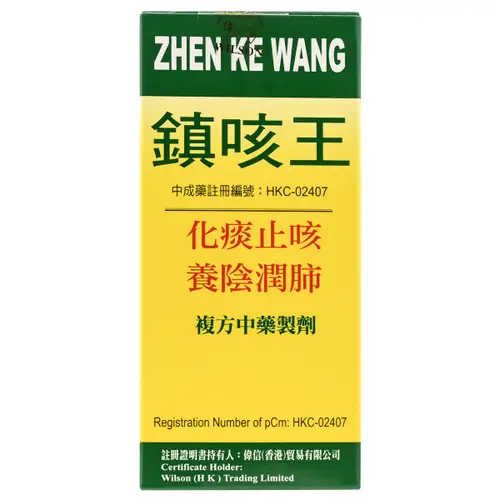 偉
WILSON
ZHEN KE WANG
鎮咳王
中成藥註冊編號：HKC-02407
化痰止咳
養陰潤肺
複方中藥製劑
Registration Number of pCm: HKC-02407
註冊證明書持有人：偉信(香港)貿易有限公司
Certificate Holder:
Wilson (H K ) Trading Limited